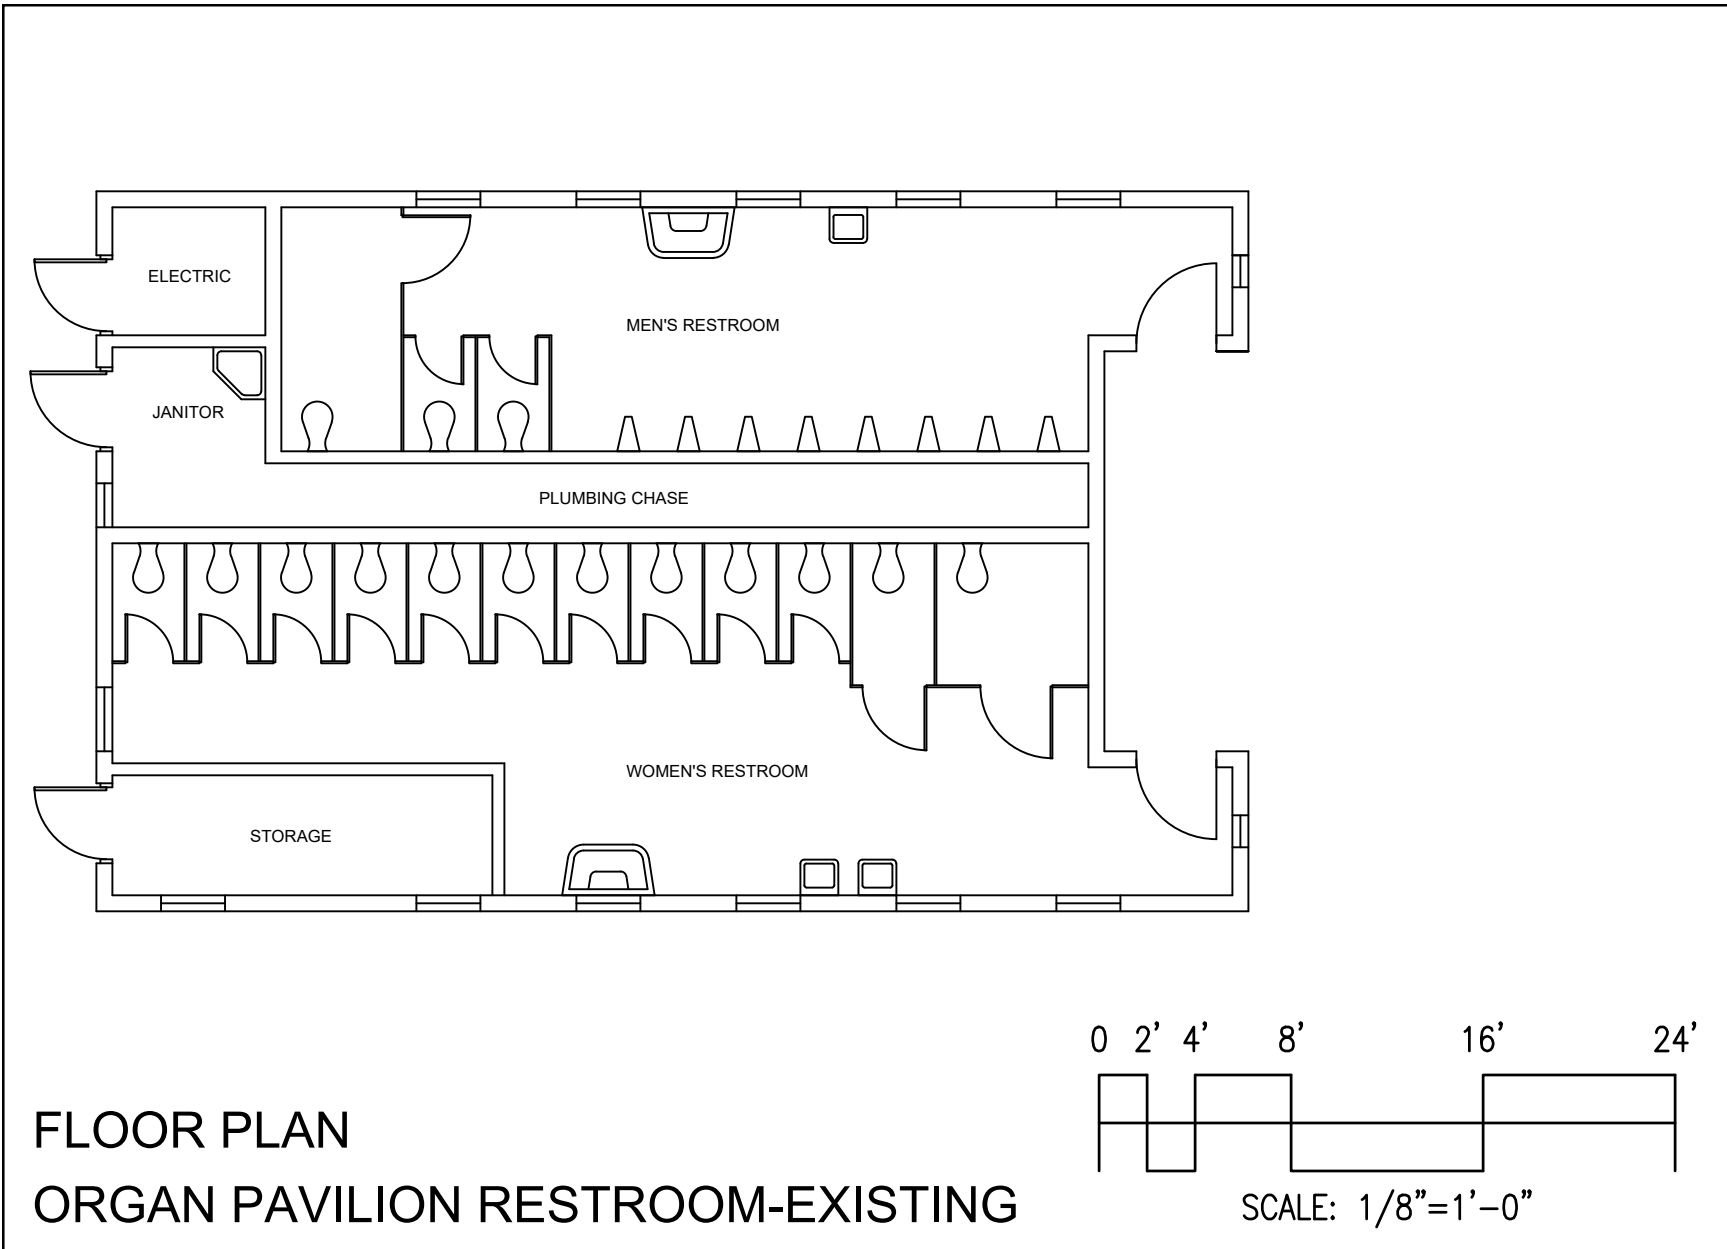 ELECTRIC
MEN'S RESTROOM
JANITOR
PLUMBING CHASE
WOMEN'S RESTROOM
STORAGE
0 2' 4' 8' 16' 24'
FLOOR PLAN
ORGAN PAVILION RESTROOM-EXISTING
SCALE: 1/8"=1'-0"